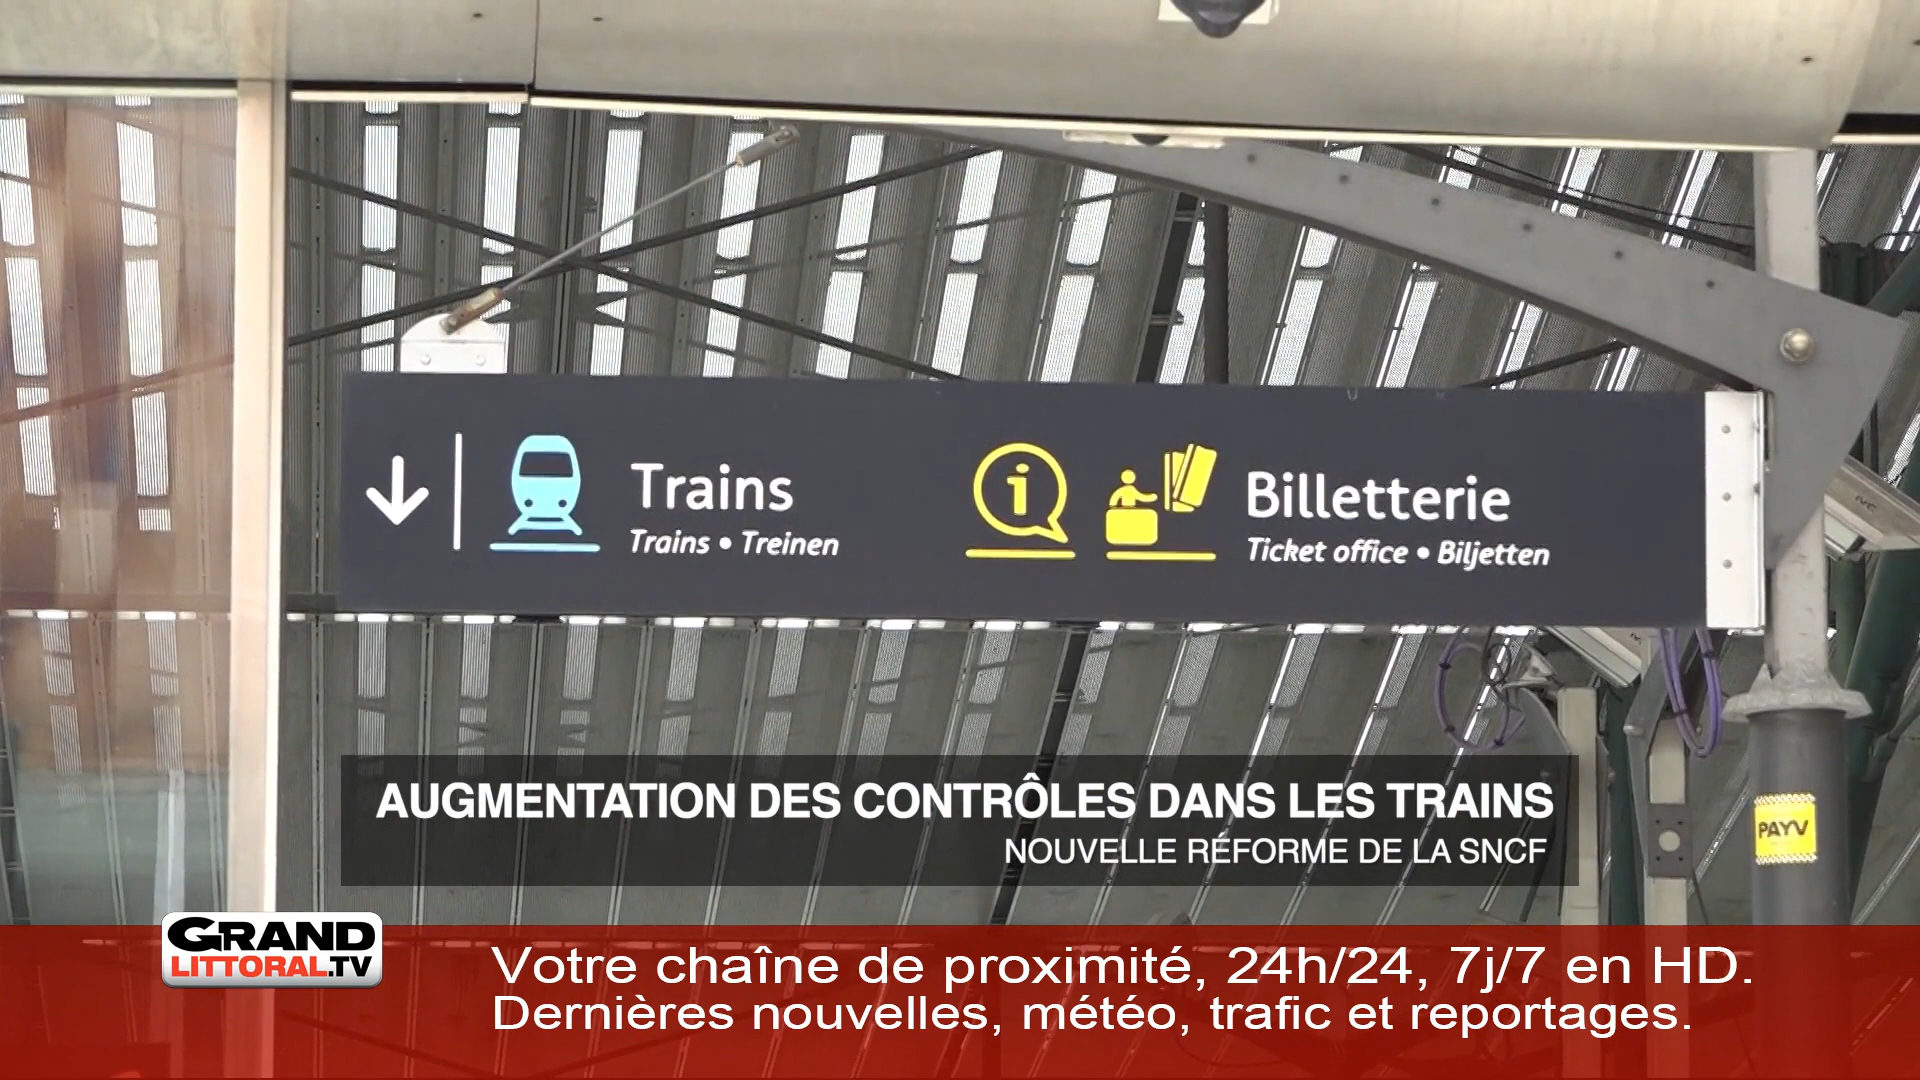 Trains
Trains • Treinen
Billetterie
Ticket office • Biljetten
AUGMENTATION DES CONTRÔLES DANS LES TRAINS
NOUVELLE RÉFORME DE LA SNCF
PAYV
GRAND
LITTORAL.TV
Votre chaîne de proximité, 24h/24, 7j/7 en HD.
Dernières nouvelles, météo, trafic et reportages.